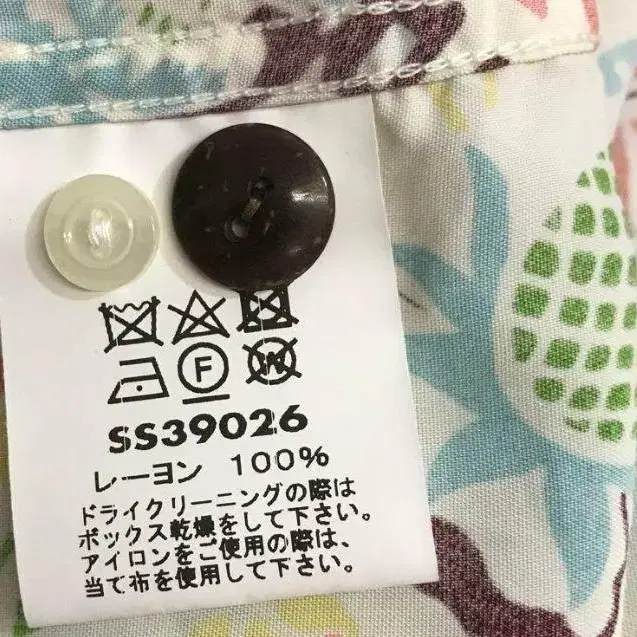 F W
SS39026
レーヨン 100%
ドライクリーニングの際は
ボックス乾燥をして下さい。
アイロンをご使用の際は、
当て布を使用して下さい。